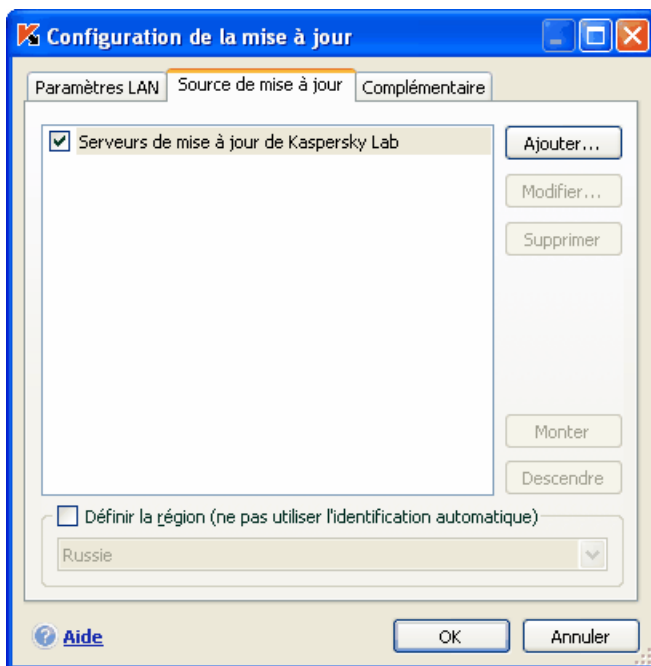 Configuration de la mise à jour
Paramètres LAN
Source de mise à jour
Complémentaire
Serveurs de mise à jour de Kaspersky Lab
Ajouter...
Modifier...
Supprimer
Monter
Descendre
Définir la région (ne pas utiliser l'identification automatique)
Russie
Aide
OK
Annuler